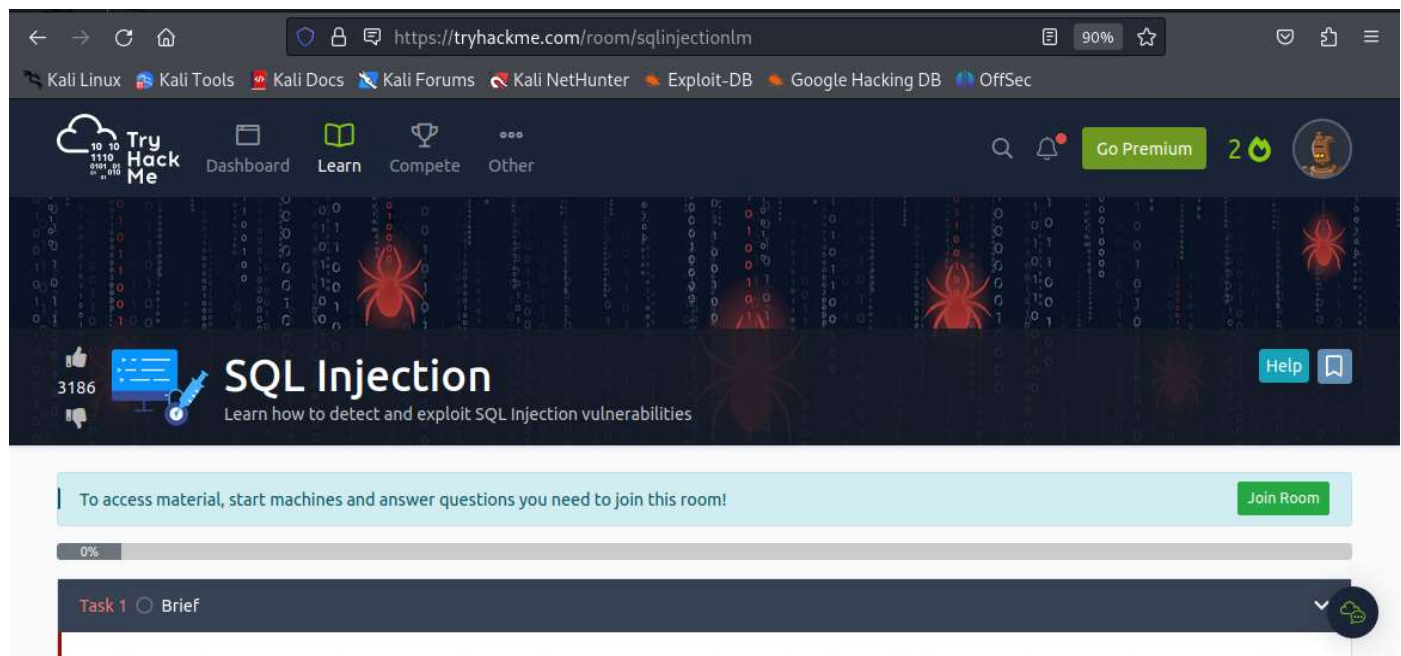 https://tryhackme.com/room/sqlinjectionlm 90%
Kali Linux Kali Tools Kali Docs Kali Forums Kali NetHunter Exploit-DB Google Hacking DB OffSec
Try Hack Me
Dashboard Learn Compete Other
Go Premium 2
3186
SQL Injection
Help
Learn how to detect and exploit SQL Injection vulnerabilities
To access material, start machines and answer questions you need to join this room! Join Room
0%
Task 1 Brief